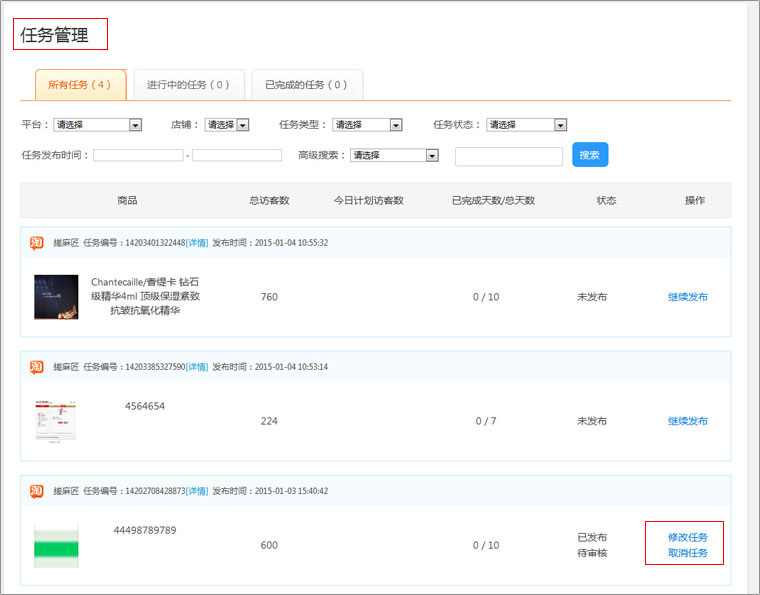 任务管理
所有任务（4） 进行中的任务（0） 已完成的任务（0）
平台：请选择 店铺：请选择 任务类型：请选择 任务状态：请选择
任务发布时间： - 高级搜索：请选择 搜索
商品 总访客数 今日计划访客数 已完成天数/总天数 状态 操作
淘 搓麻匠 任务编号：14203401322448[详情] 发布时间：2015-01-04 10:55:32
Chantecaille/香缇卡 钻石
级精华4ml 顶级保湿紧致
抗皱抗氧化精华
760 0 / 10 未发布 继续发布
淘 搓麻匠 任务编号：14203385327590[详情] 发布时间：2015-01-04 10:53:14
4564654
224 0 / 7 未发布 继续发布
淘 搓麻匠 任务编号：14202708428873[详情] 发布时间：2015-01-03 15:40:42
44498789789
600 0 / 10
已发布 修改任务
待审核 取消任务